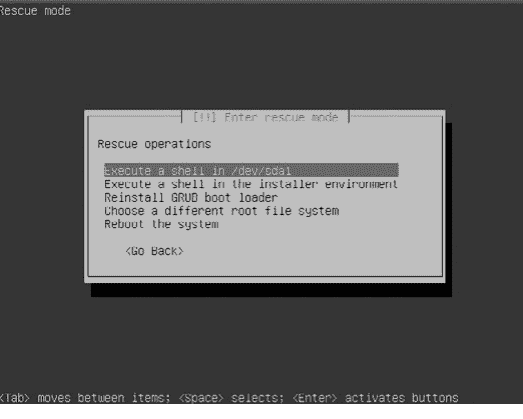 Rescue mode
[!!] Enter rescue mode
Rescue operations
Execute a shell in /dev/sda1
Execute a shell in the installer environment
Reinstall GRUB boot loader
Choose a different root file system
Reboot the system
<Go Back>
<Tab> moves between items; <Space> selects; <Enter> activates buttons